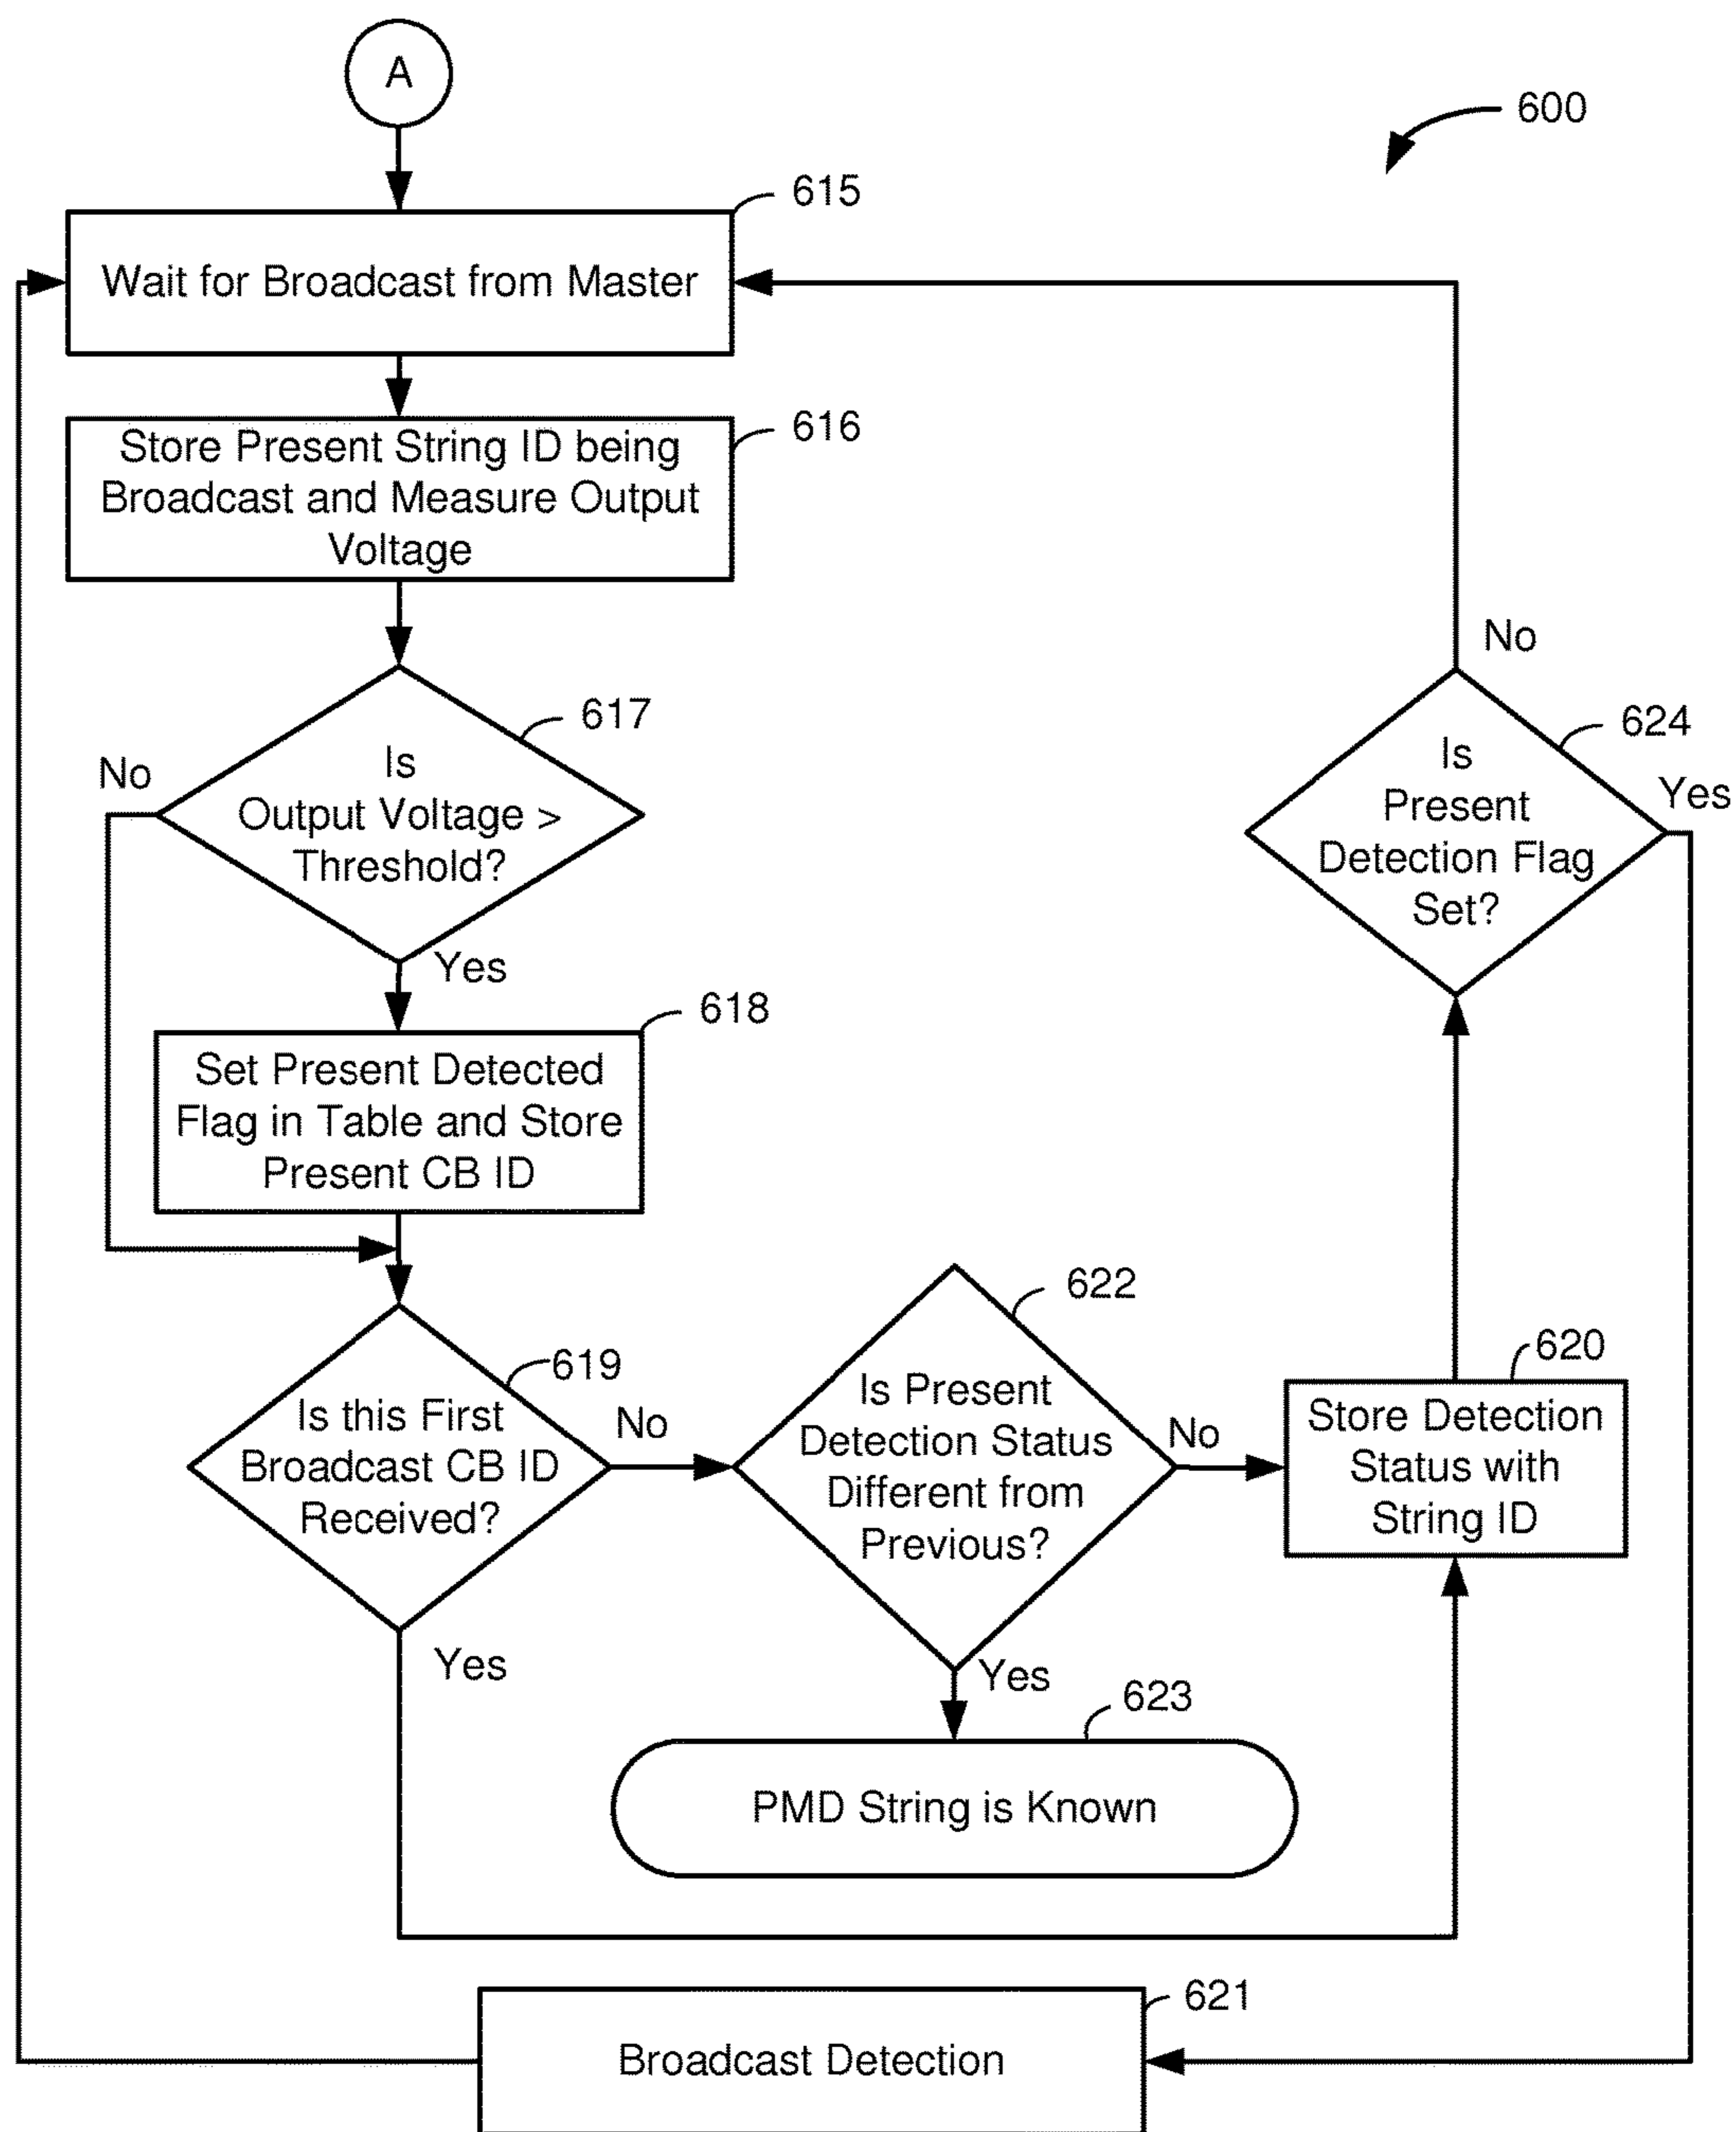 A
600
615
Wait for Broadcast from Master
616
Store Present String ID being
Broadcast and Measure Output
Voltage
617
Is
Output Voltage >
Threshold?
No
Yes
618
Set Present Detected
Flag in Table and Store
Present CB ID
619
Is this First
Broadcast CB ID
Received?
No
Yes
622
Is Present
Detection Status
Different from
Previous?
No
Yes
623
PMD String is Known
620
Store Detection
Status with
String ID
624
Is
Present
Detection Flag
Set?
No
Yes
621
Broadcast Detection